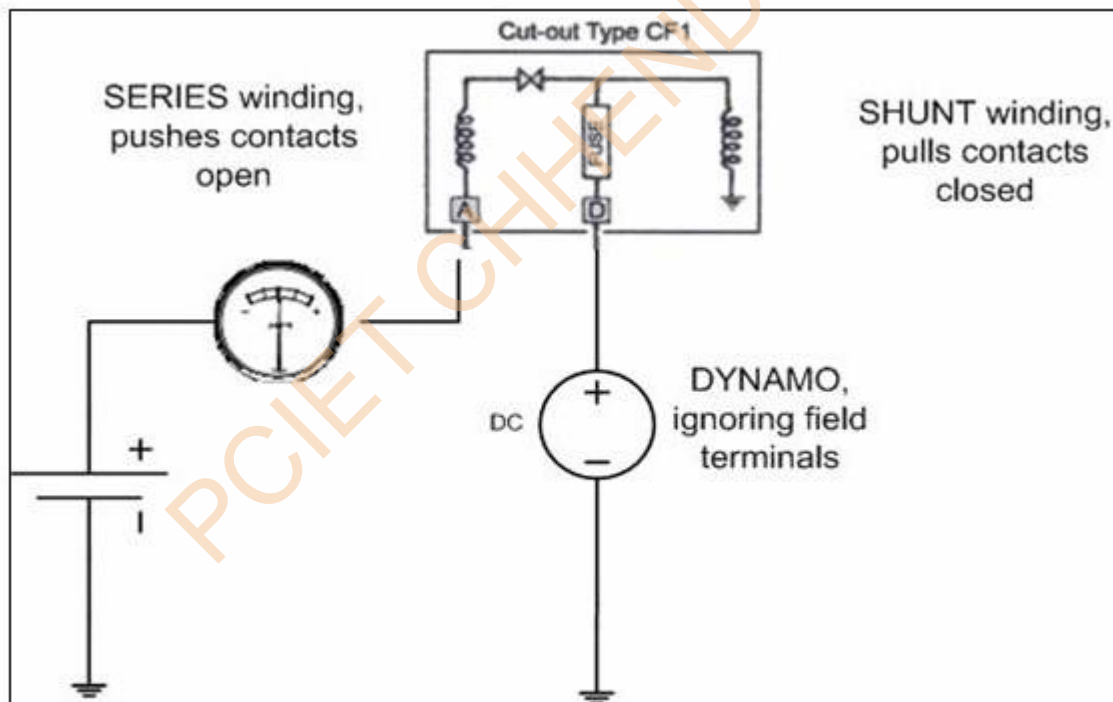 Cut-out Type CF1
SERIES winding,
pushes contacts
open
SHUNT winding,
pulls contacts
closed
FUSE
A
D
- +
+
DC
+
DYNAMO,
ignoring field
terminals
−
−
PCIET CHHEND